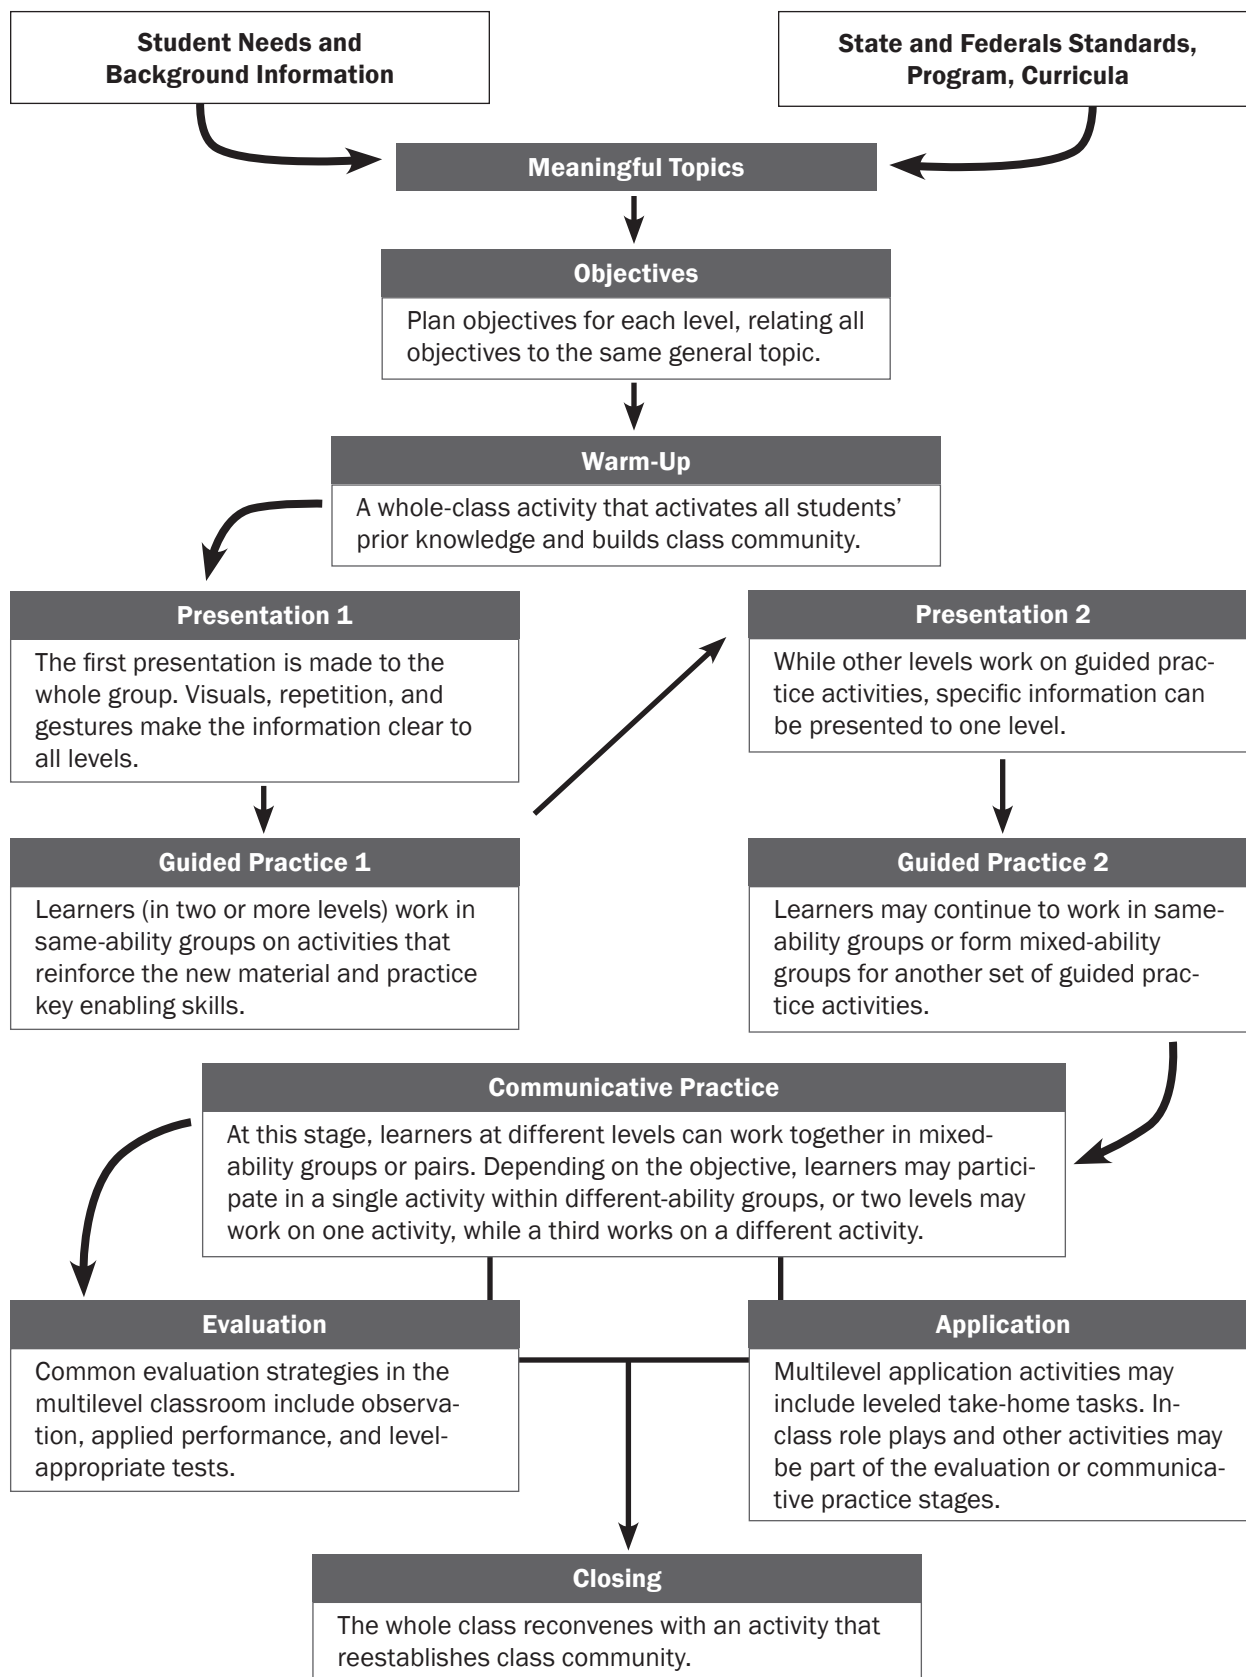 Student Needs and
Background Information
State and Federals Standards,
Program, Curricula
Meaningful Topics
Objectives
Plan objectives for each level, relating all
objectives to the same general topic.
Warm-Up
A whole-class activity that activates all students’
prior knowledge and builds class community.
Presentation 1
The first presentation is made to the
whole group. Visuals, repetition, and
gestures make the information clear to
all levels.
Guided Practice 1
Learners (in two or more levels) work in
same-ability groups on activities that
reinforce the new material and practice
key enabling skills.
Presentation 2
While other levels work on guided prac-
tice activities, specific information can
be presented to one level.
Guided Practice 2
Learners may continue to work in same-
ability groups or form mixed-ability
groups for another set of guided prac-
tice activities.
Communicative Practice
At this stage, learners at different levels can work together in mixed-
ability groups or pairs. Depending on the objective, learners may partici-
pate in a single activity within different-ability groups, or two levels may
work on one activity, while a third works on a different activity.
Evaluation
Common evaluation strategies in the
multilevel classroom include observa-
tion, applied performance, and level-
appropriate tests.
Application
Multilevel application activities may
include leveled take-home tasks. In-
class role plays and other activities may
be part of the evaluation or communica-
tive practice stages.
Closing
The whole class reconvenes with an activity that
reestablishes class community.